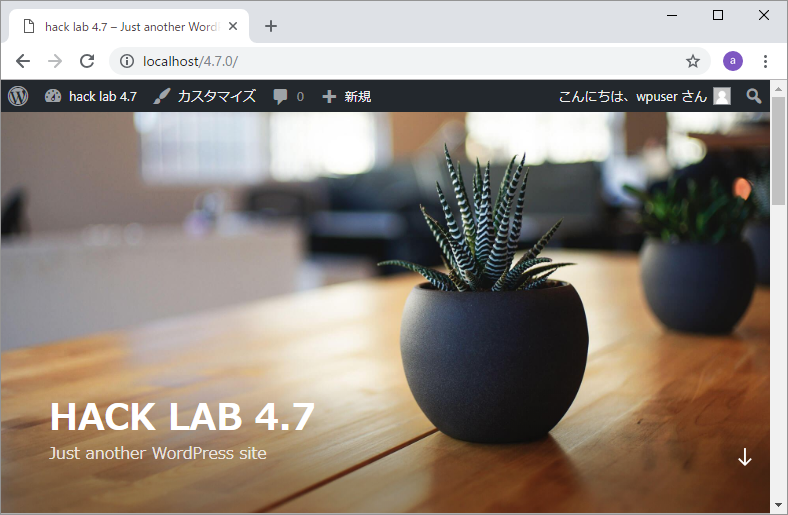 hack lab 4.7 – Just another Word
localhost/4.7.0/
a
hack lab 4.7 カスタマイズ 0 新規 こんにちは、wpuser さん
HACK LAB 4.7
Just another WordPress site